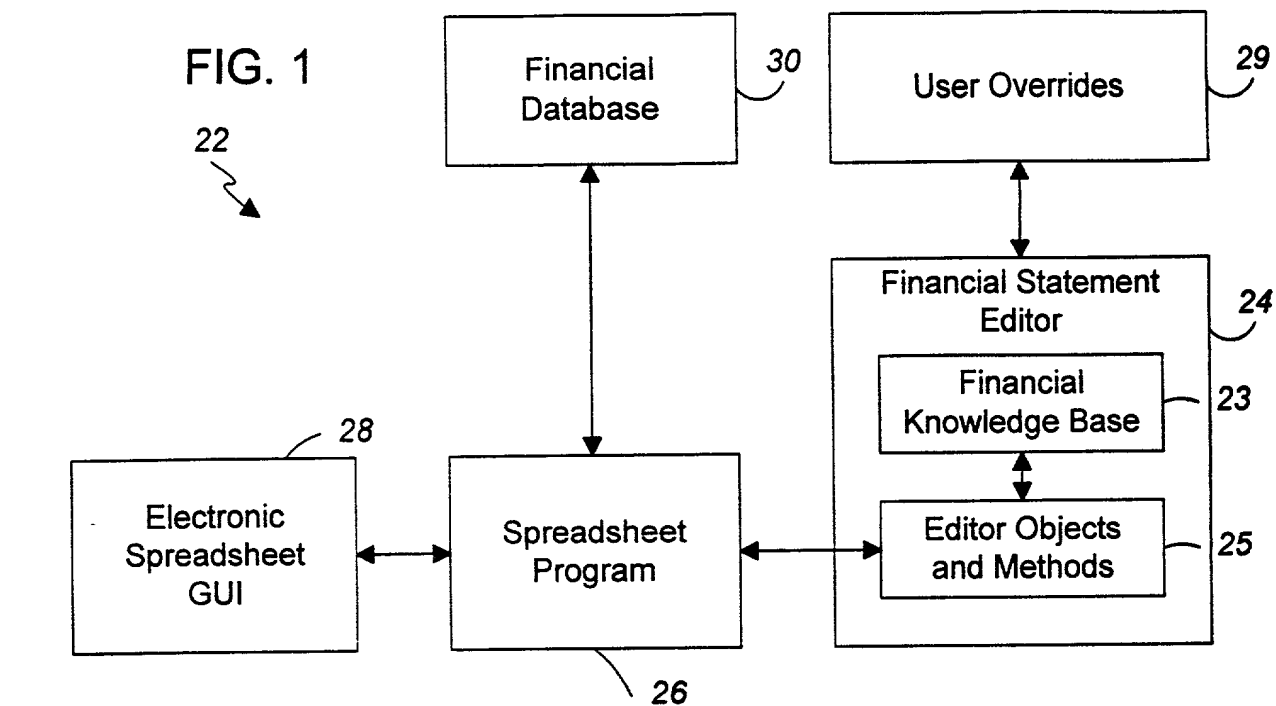 FIG. 1
22
Financial
Database
30
User Overrides
29
Financial Statement
Editor
24
Financial
Knowledge Base
23
Editor Objects
and Methods
25
28
Electronic
Spreadsheet
GUI
Spreadsheet
Program
26